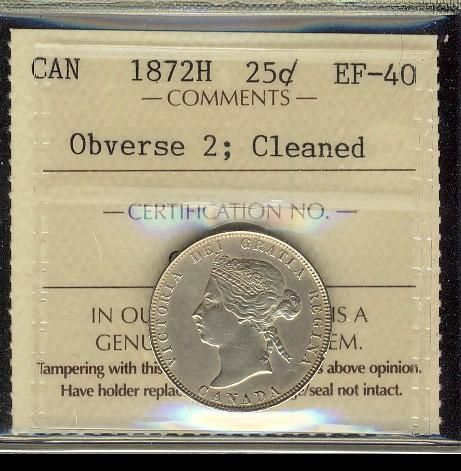 CAN 1872H 25¢ EF-40
— COMMENTS —
Obverse 2; Cleaned
— CERTIFICATION NO. —
VICTORIA DEI GRATIA REGINA
CANADA
IN OU IS A
GENU EM.
Tampering with thi above opinion.
Have holder replac /seal not intact.